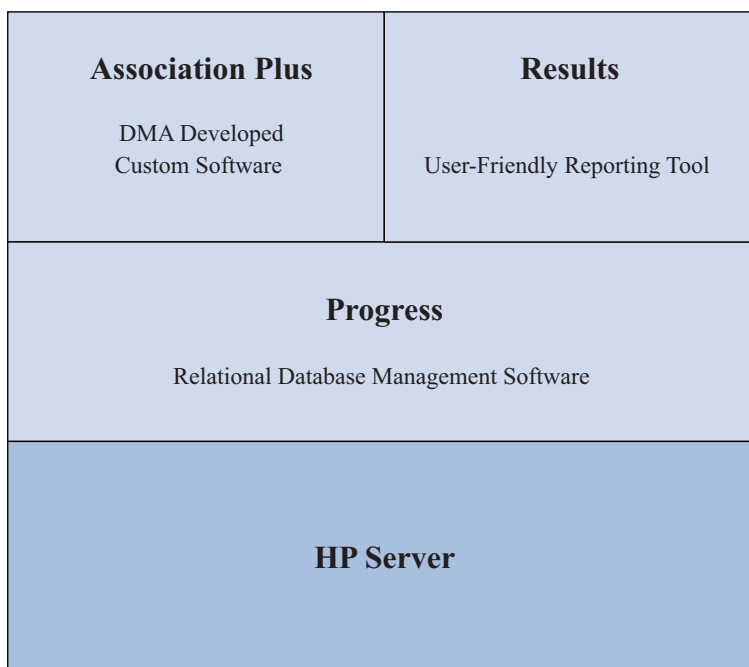 Association Plus
DMA Developed
Custom Software
Results
User-Friendly Reporting Tool
Progress
Relational Database Management Software
HP Server